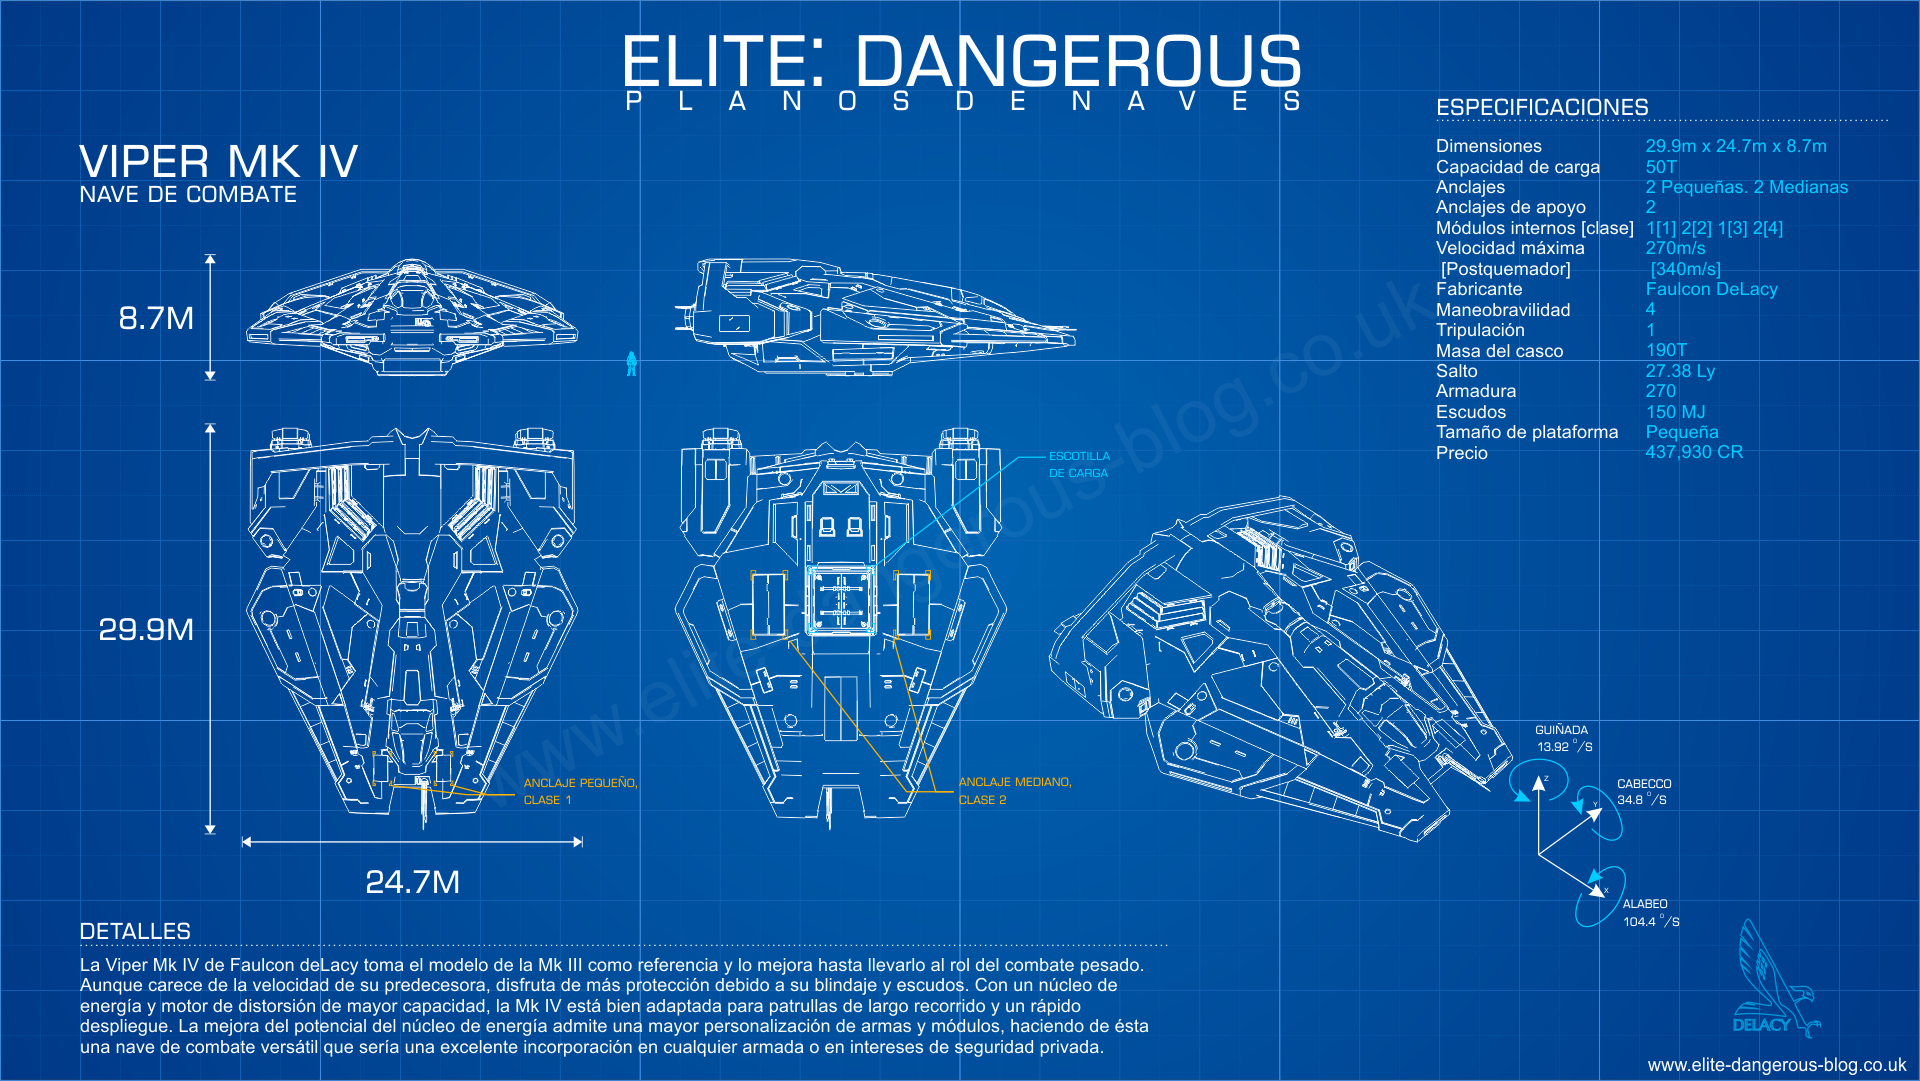 ELITE: DANGEROUS
PLANOS DE NAVES
VIPER MK IV
NAVE DE COMBATE
ESPECIFICACIONES
Dimensiones 29.9m x 24.7m x 8.7m
Capacidad de carga 50T
Anclajes 2 Pequeñas. 2 Medianas
Anclajes de apoyo 2
Módulos internos [clase] 1[1] 2[2] 1[3] 2[4]
Velocidad máxima 270m/s
[Postquemador] [340m/s]
Fabricante Faulcon DeLacy
Maneobravilidad 4
Tripulación 1
Masa del casco 190T
Salto 27.38 Ly
Armadura 270
Escudos 150 MJ
Tamaño de plataforma Pequeña
Precio 437,930 CR
8.7M
29.9M
24.7M
ESCOTILLA
DE CARGA
ANCLAJE PEQUEÑO,
CLASE 1
ANCLAJE MEDIANO,
CLASE 2
GUIÑADA
13.92 °/S
Z
CABECCO
34.8 °/S
Y
X
ALABEO
104.4 °/S
DETALLES
La Viper Mk IV de Faulcon deLacy toma el modelo de la Mk III como referencia y lo mejora hasta llevarlo al rol del combate pesado.
Aunque carece de la velocidad de su predecesora, disfruta de más protección debido a su blindaje y escudos. Con un núcleo de
energía y motor de distorsión de mayor capacidad, la Mk IV está bien adaptada para patrullas de largo recorrido y un rápido
despliegue. La mejora del potencial del núcleo de energía admite una mayor personalización de armas y módulos, haciendo de ésta
una nave de combate versátil que sería una excelente incorporación en cualquier armada o en intereses de seguridad privada.
DELACY
www.elite-dangerous-blog.co.uk
www.elite-dangerous-blog.co.uk